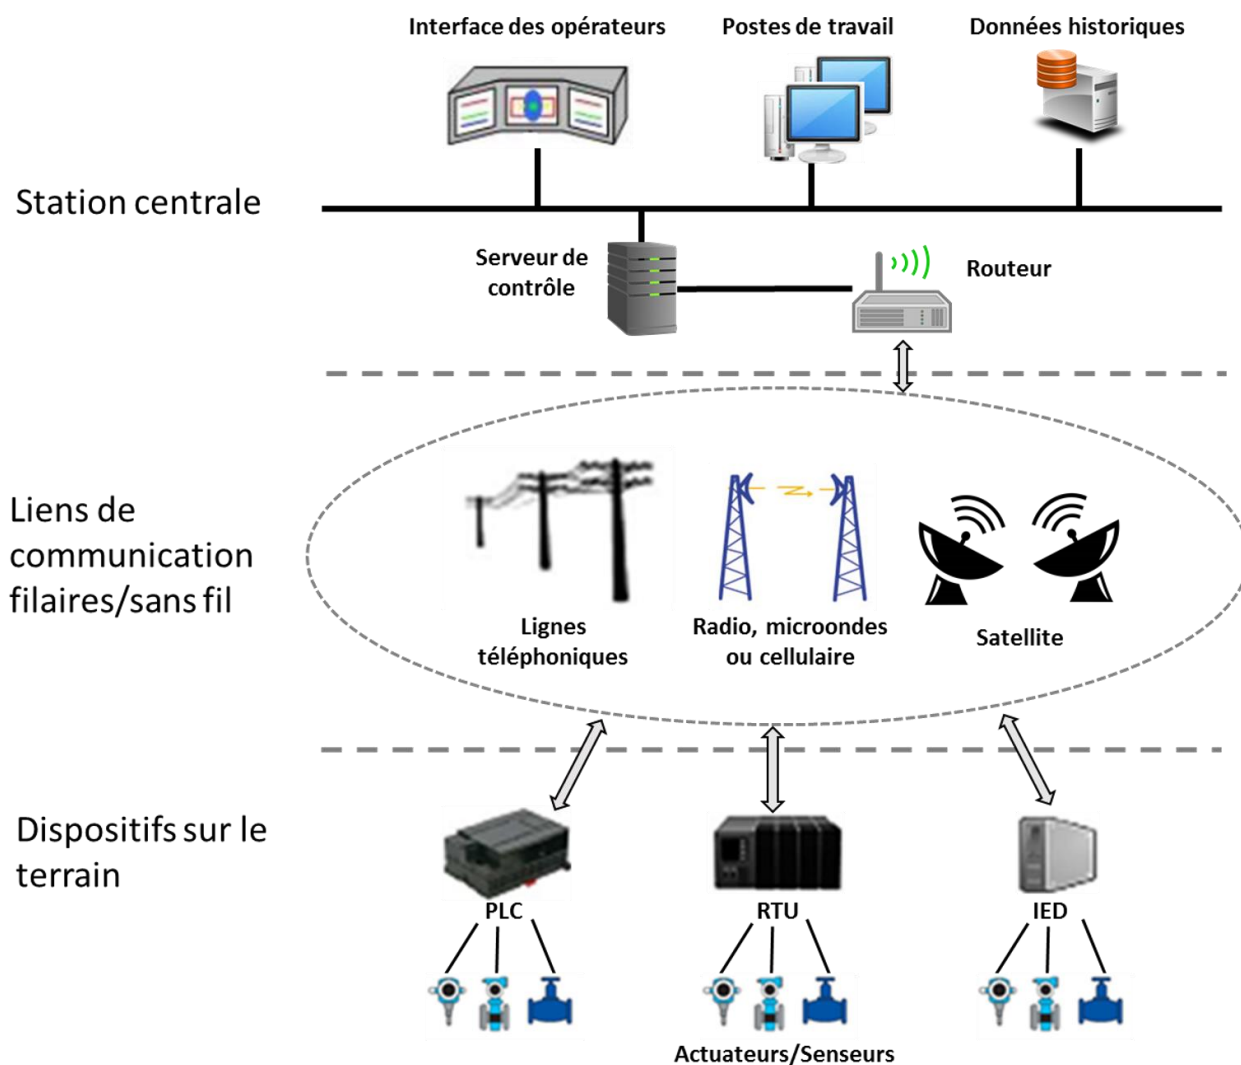 Interface des opérateurs
Postes de travail
Données historiques
Station centrale
Serveur de
contrôle
Routeur
Liens de
communication
filaires/sans fil
Lignes
téléphoniques
Radio, microondes
ou cellulaire
Satellite
Dispositifs sur le
terrain
PLC
RTU
IED
Actuateurs/Senseurs